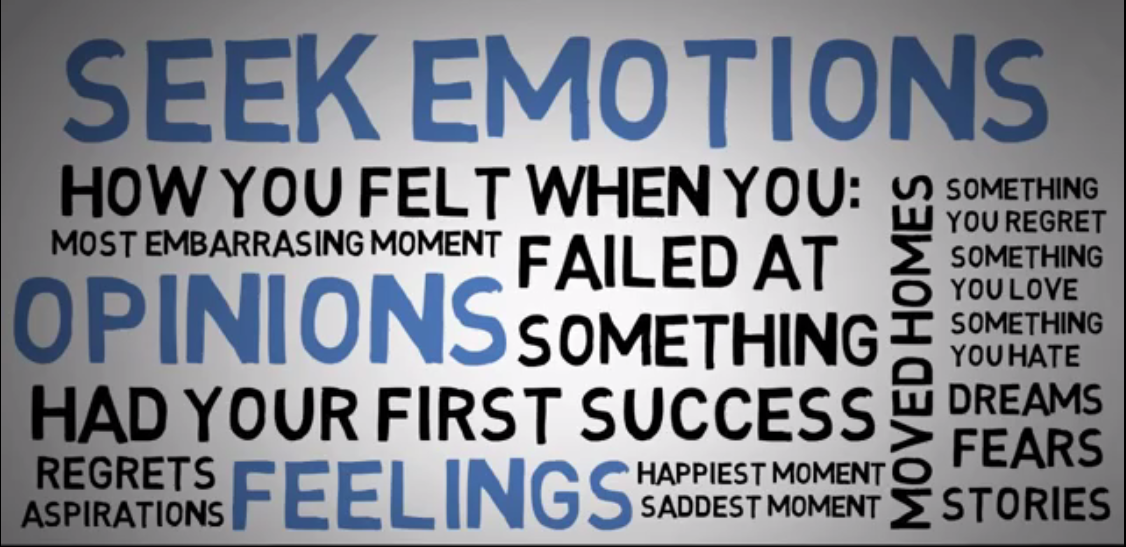 SEEK EMOTIONS
HOW YOU FELT WHEN YOU:
MOST EMBARRASING MOMENT
OPINIONS
FAILED AT
SOMETHING
HAD YOUR FIRST SUCCESS
REGRETS
ASPIRATIONS
FEELINGS
HAPPIEST MOMENT
SADDEST MOMENT
MOVED HOMES
SOMETHING
YOU REGRET
SOMETHING
YOU LOVE
SOMETHING
YOU HATE
DREAMS
FEARS
STORIES